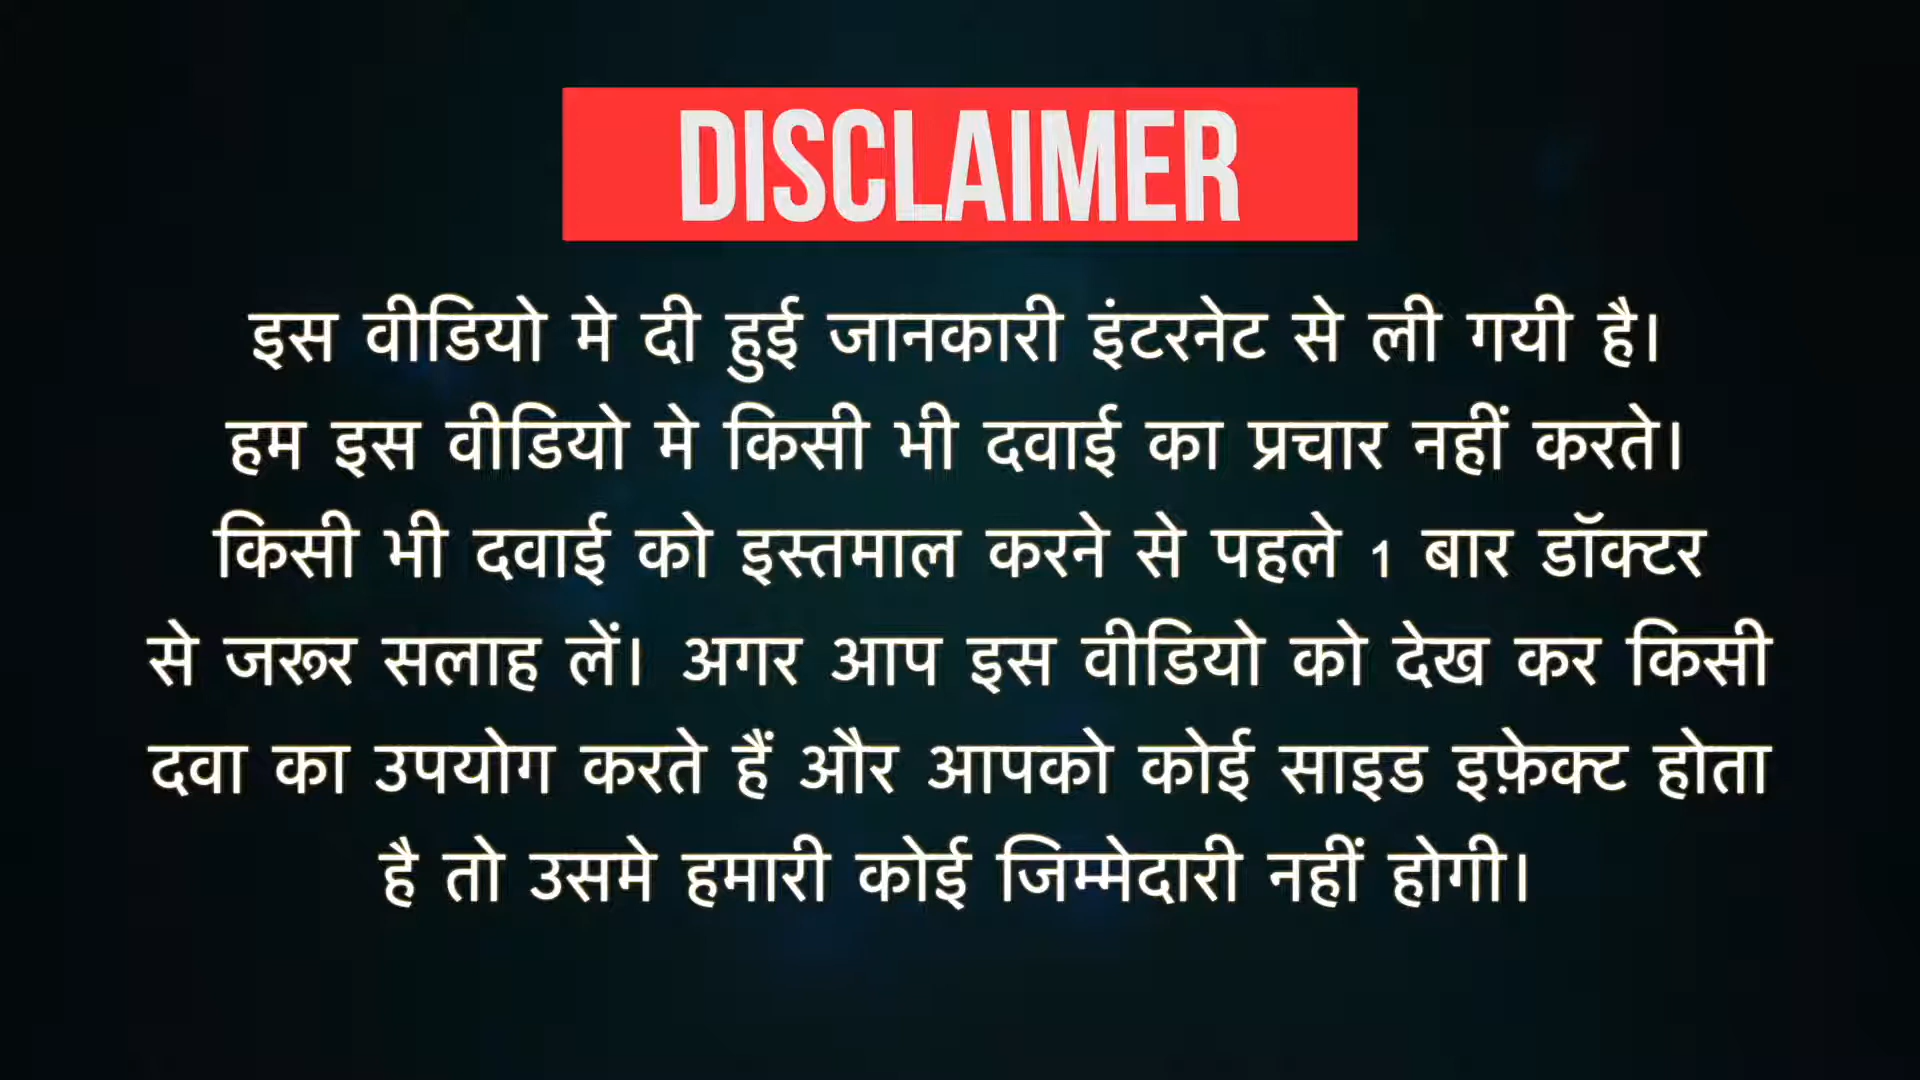 DISCLAIMER
इस वीडियो मे दी हुई जानकारी इंटरनेट से ली गयी है।
हम इस वीडियो मे किसी भी दवाई का प्रचार नहीं करते।
किसी भी दवाई को इस्तमाल करने से पहले 1 बार डॉक्टर
से जरूर सलाह लें। अगर आप इस वीडियो को देख कर किसी
दवा का उपयोग करते हैं और आपको कोई साइड इफ़ेक्ट होता
है तो उसमे हमारी कोई जिम्मेदारी नहीं होगी।